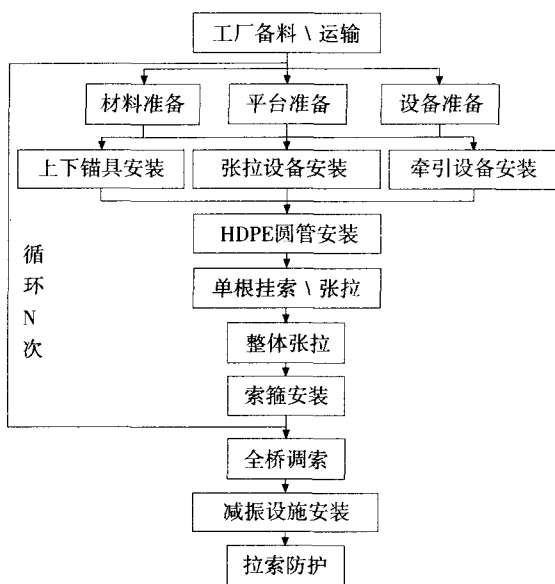 工厂备料 \ 运输
材料准备
平台准备
设备准备
上下锚具安装
张拉设备安装
牵引设备安装
HDPE圆管安装
循
环
N
次
单根挂索 \ 张拉
整体张拉
索箍安装
全桥调索
减振设施安装
拉索防护